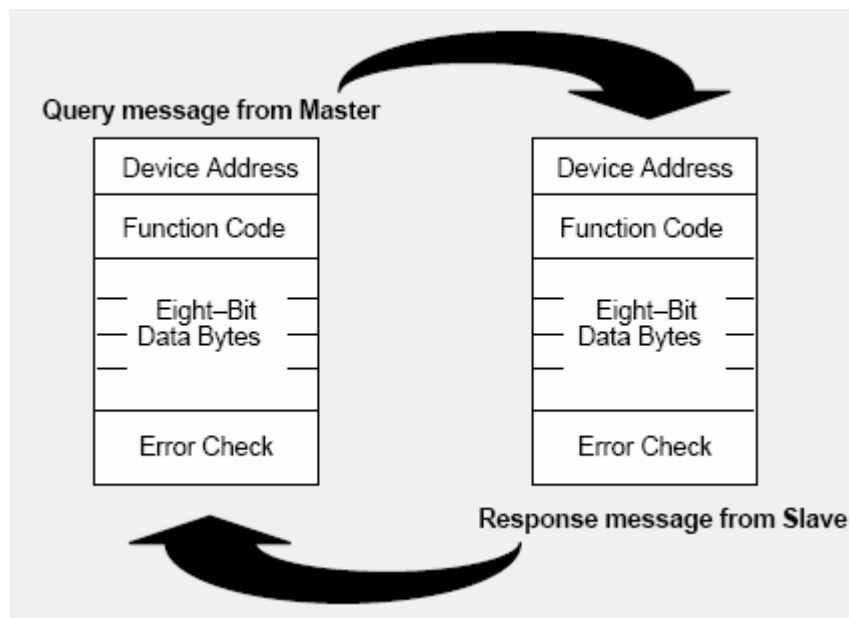 Query message from Master
Device Address
Function Code
Eight–Bit
Data Bytes
Error Check
Device Address
Function Code
Eight–Bit
Data Bytes
Error Check
Response message from Slave